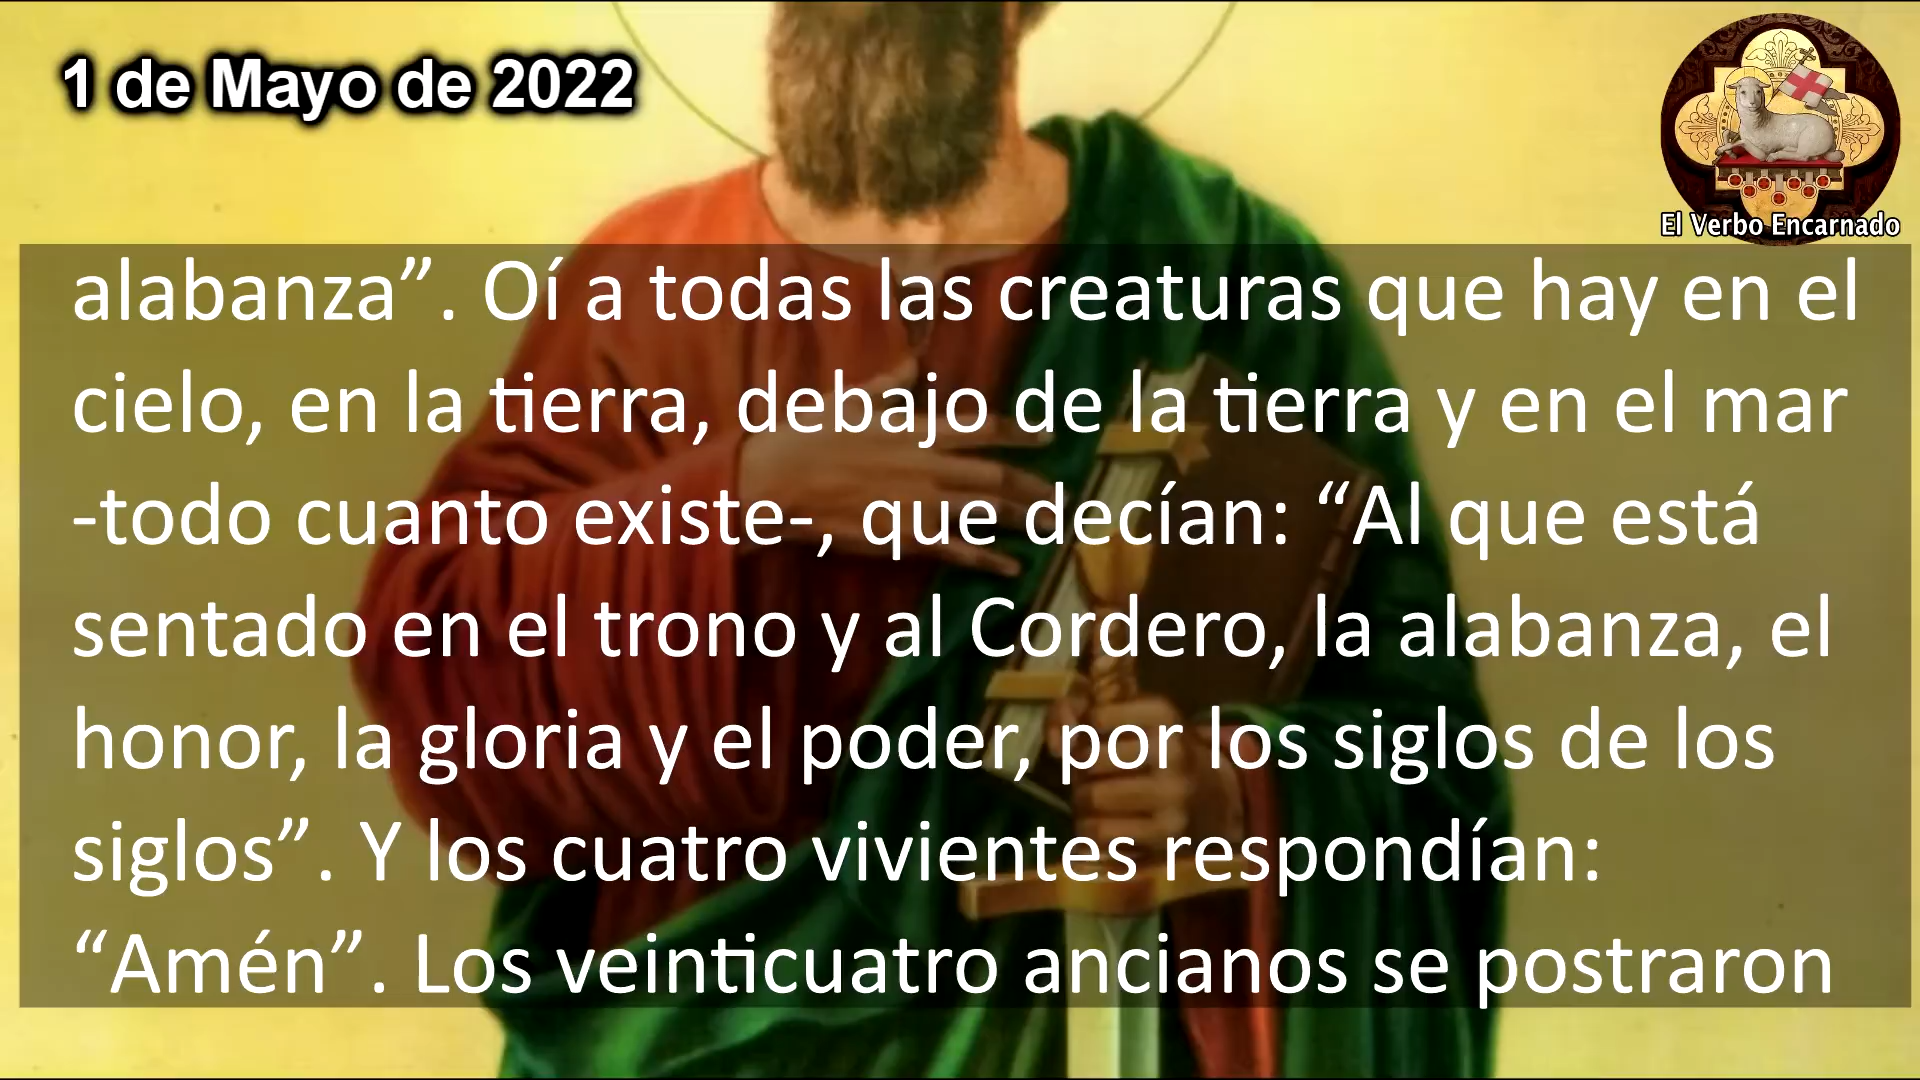 1 de Mayo de 2022
El Verbo Encarnado
alabanza”. Oí a todas las creaturas que hay en el
cielo, en la tierra, debajo de la tierra y en el mar
-todo cuanto existe-, que decían: “Al que está
sentado en el trono y al Cordero, la alabanza, el
honor, la gloria y el poder, por los siglos de los
siglos”. Y los cuatro vivientes respondían:
“Amén”. Los veinticuatro ancianos se postraron